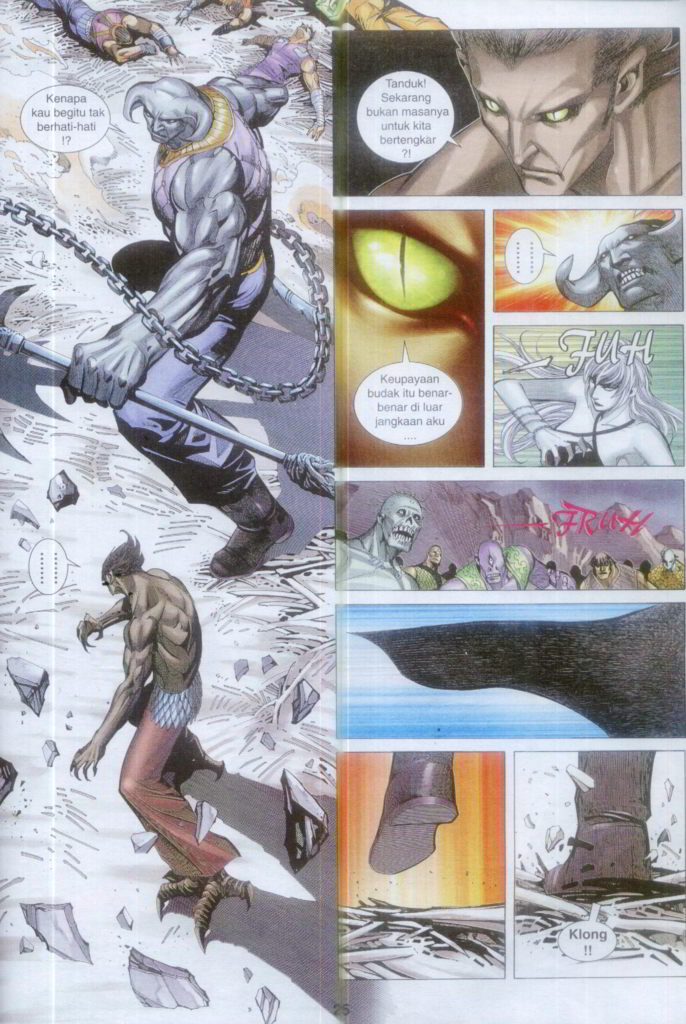 Kenapa
kau begitu tak
berhati-hati
!?
........
Tanduk!
Sekarang
bukan masanya
untuk kita
bertengkar
?!
........
Keupayaan
budak itu benar-
benar di luar
jangkaan aku
....
FUH
FRUH
Klong
!!
25